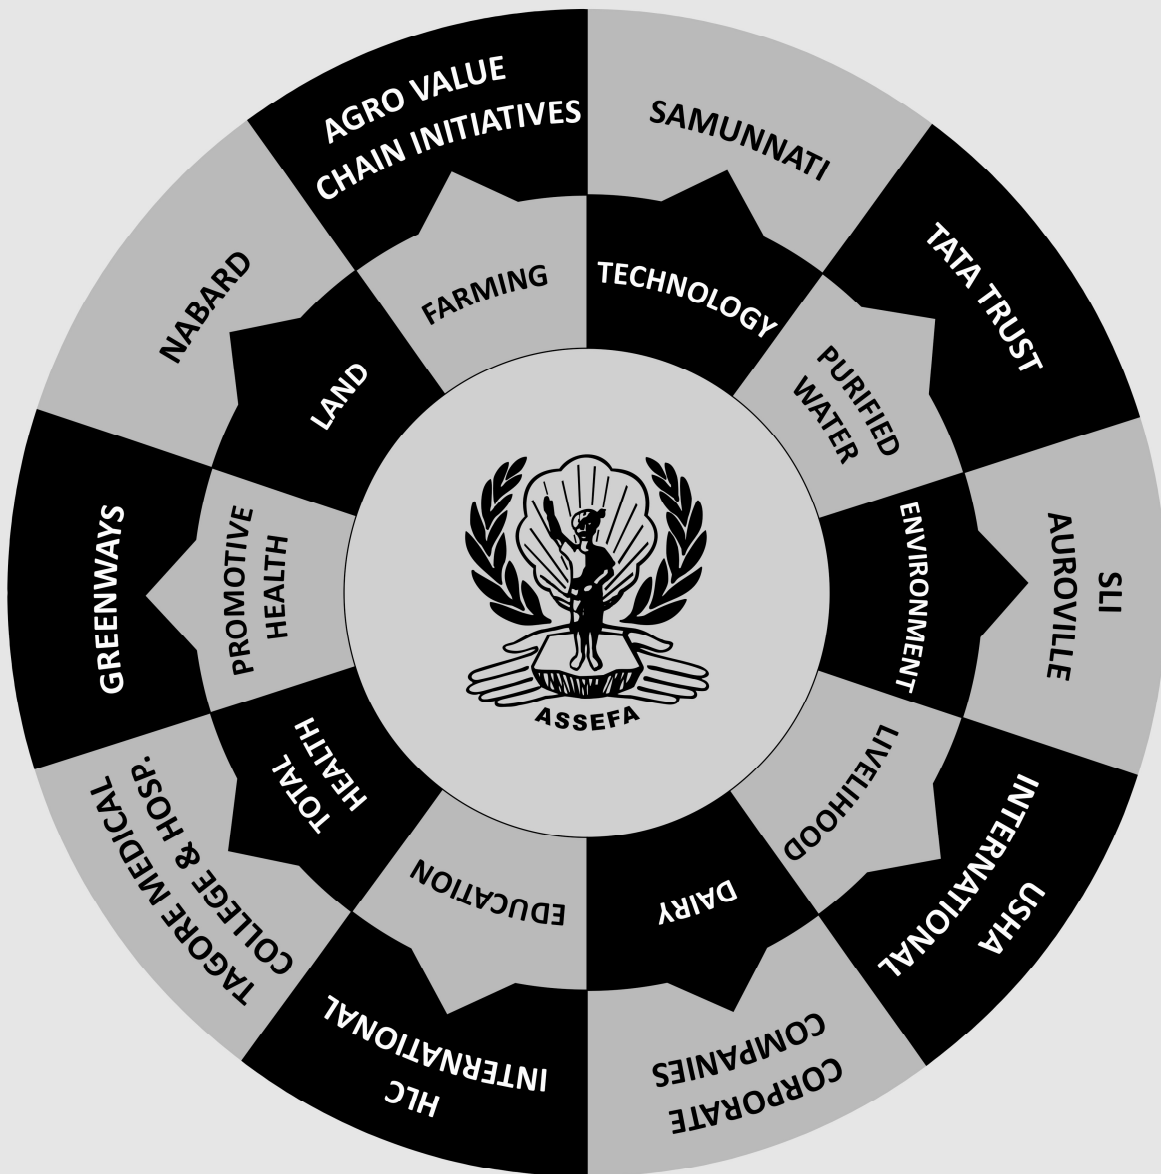 AGRO VALUE
CHAIN INITIATIVES
SAMUNNATI
TATA TRUST
SLI
AUROVILLE
USHA
INTERNATIONAL
CORPORATE
COMPANIES
HLC
INTERNATIONAL
TAGORE MEDICAL
COLLEGE & HOSP.
GREENWAYS
NABARD
FARMING
TECHNOLOGY
PURIFIED
WATER
ENVIRONMENT
LIVELIHOOD
DAIRY
EDUCATION
TOTAL
HEALTH
PROMOTIVE
HEALTH
LAND
ASSEFA